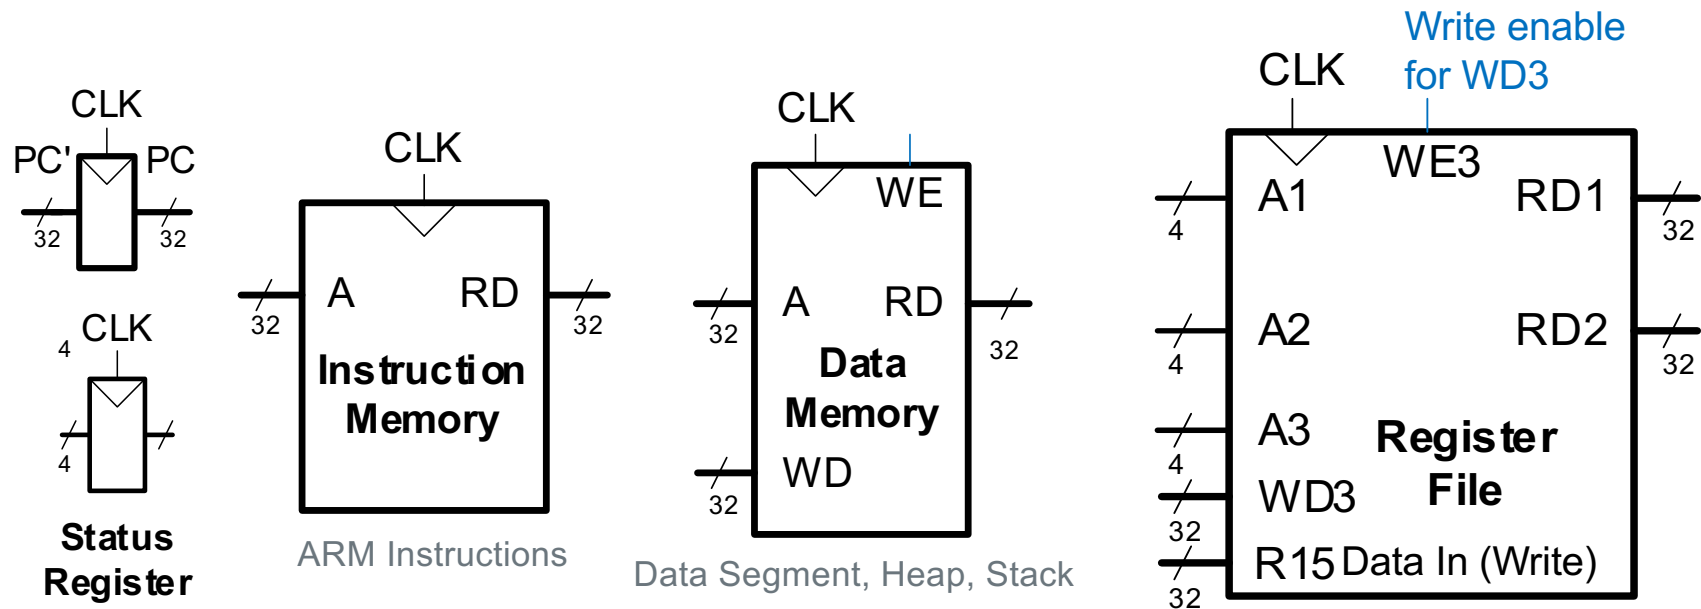 CLK
PC'
PC
32
32
4
CLK
4
Status
Register
CLK
A
RD
32
32
Instruction
Memory
ARM Instructions
CLK
WE
A
RD
32
32
Data
Memory
WD
32
Data Segment, Heap, Stack
Write enable
for WD3
CLK
WE3
A1
RD1
4
32
A2
RD2
4
32
A3
4
Register
File
WD3
32
R15 Data In (Write)
32